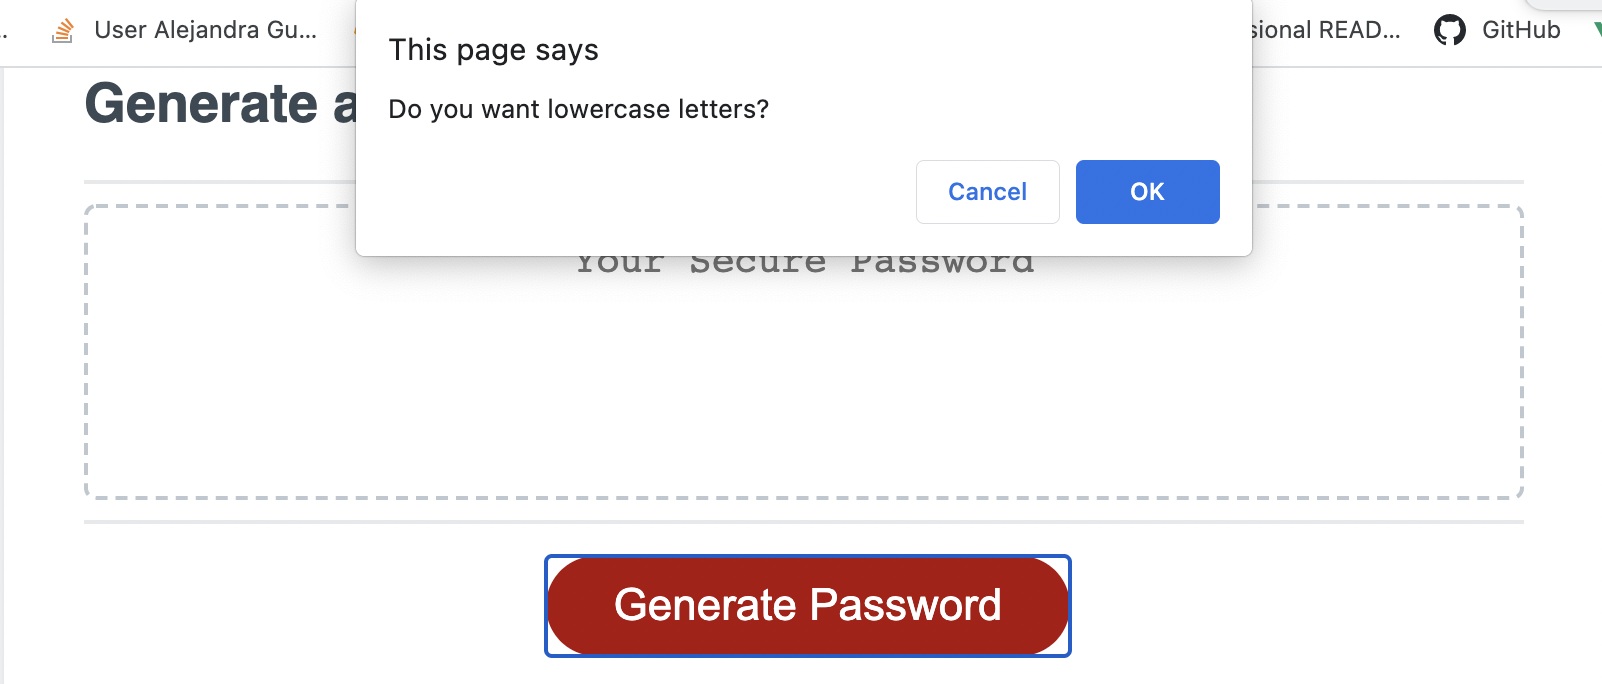 User Alejandra Gu...
sional READ...
GitHub
This page says
Do you want lowercase letters?
Cancel
OK
Generate a
Your Secure Password
Generate Password